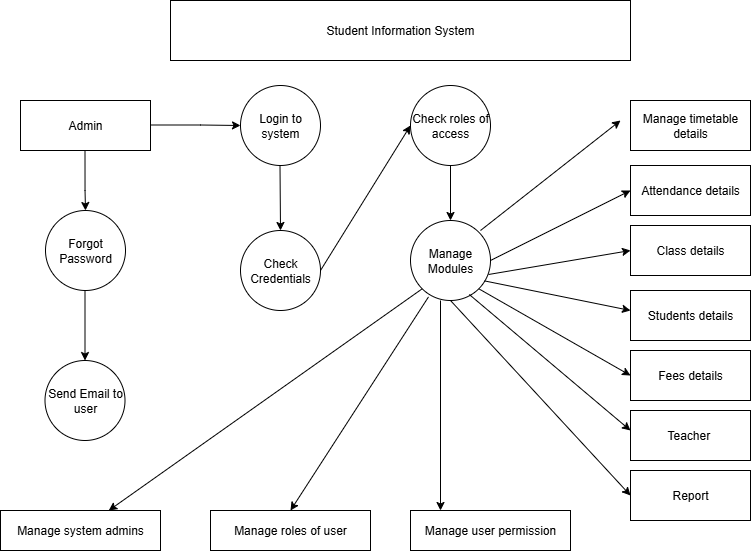 Student Information System
Admin
Login to
system
Check roles of
access
Manage timetable
details
Attendance details
Forgot
Password
Check
Credentials
Manage
Modules
Class details
Students details
Send Email to
user
Fees details
Teacher
Report
Manage system admins
Manage roles of user
Manage user permission